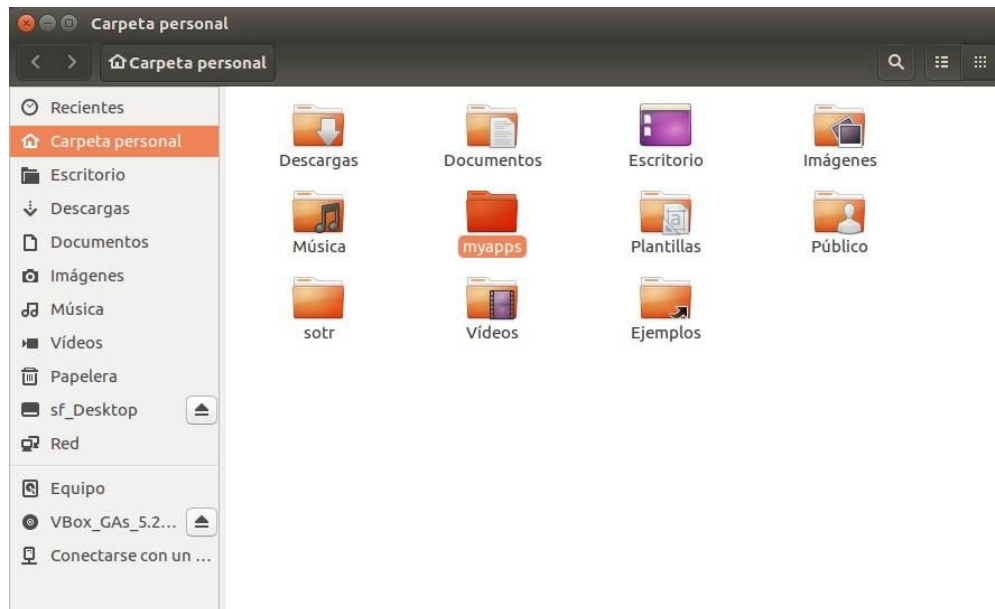 Carpeta personal
Carpeta personal
Recientes
Carpeta personal
Escritorio
Descargas
Documentos
Imágenes
Música
Vídeos
Papelera
sf_Desktop
Red
Equipo
VBox_GAs_5.2...
Conectarse con un ...
Descargas Documentos Escritorio Imágenes
Música myapps Plantillas Público
sotr Vídeos Ejemplos